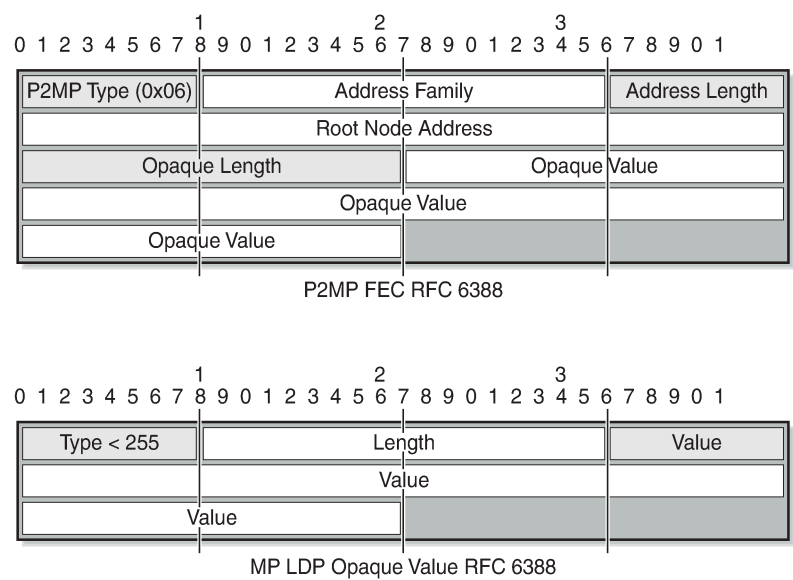 1 2 3
0 1 2 3 4 5 6 7 8 9 0 1 2 3 4 5 6 7 8 9 0 1 2 3 4 5 6 7 8 9 0 1
P2MP Type (0x06) Address Family Address Length
Root Node Address
Opaque Length Opaque Value
Opaque Value
Opaque Value
P2MP FEC RFC 6388
1 2 3
0 1 2 3 4 5 6 7 8 9 0 1 2 3 4 5 6 7 8 9 0 1 2 3 4 5 6 7 8 9 0 1
Type < 255 Length Value
Value
Value
MP LDP Opaque Value RFC 6388